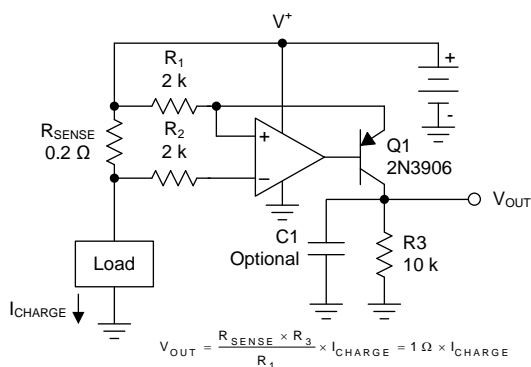 V+
R1
2 k
+
-
RSENSE
0.2 Ω
R2
2 k
+
−
Q1
2N3906
VOUT
C1
Optional
R3
10 k
Load
ICHARGE
VOUT = RSENSE × R3 / R1 × ICHARGE = 1 Ω × ICHARGE